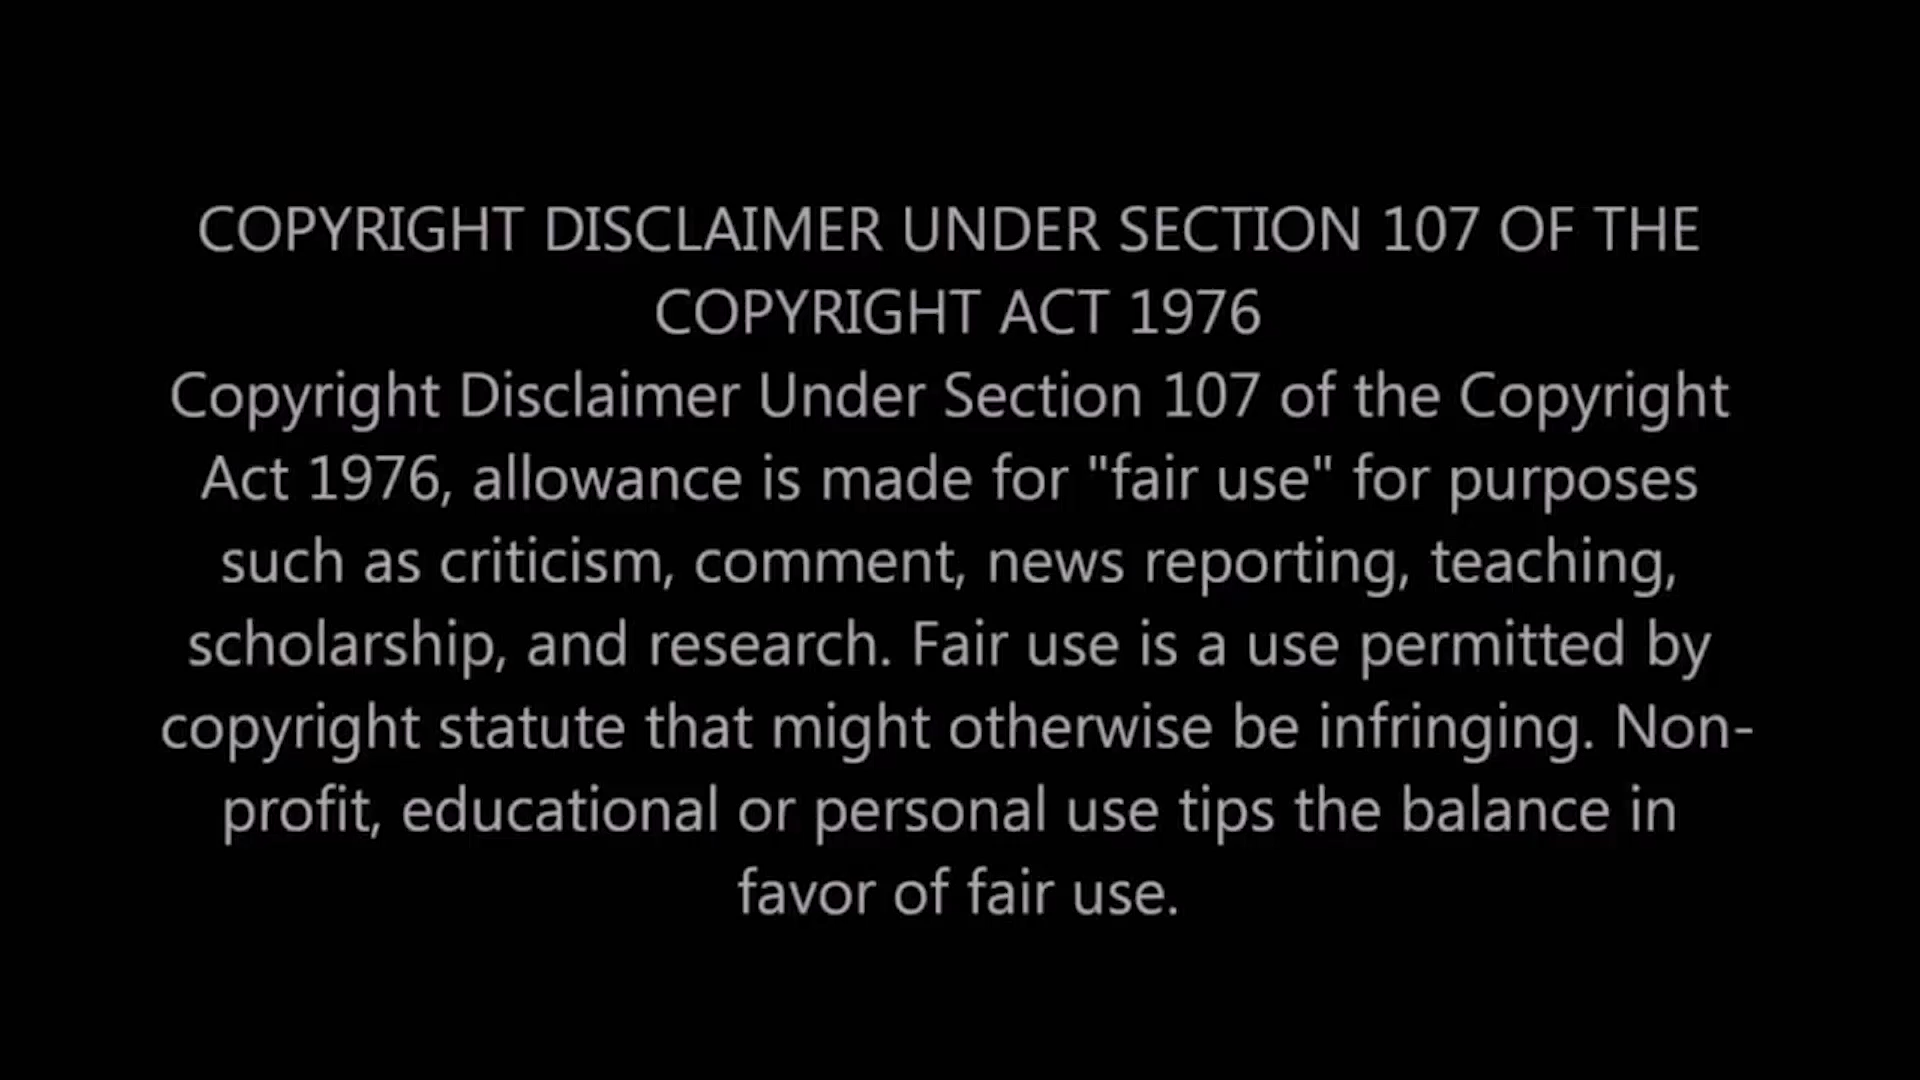 COPYRIGHT DISCLAIMER UNDER SECTION 107 OF THE
COPYRIGHT ACT 1976
Copyright Disclaimer Under Section 107 of the Copyright
Act 1976, allowance is made for "fair use" for purposes
such as criticism, comment, news reporting, teaching,
scholarship, and research. Fair use is a use permitted by
copyright statute that might otherwise be infringing. Non-
profit, educational or personal use tips the balance in
favor of fair use.